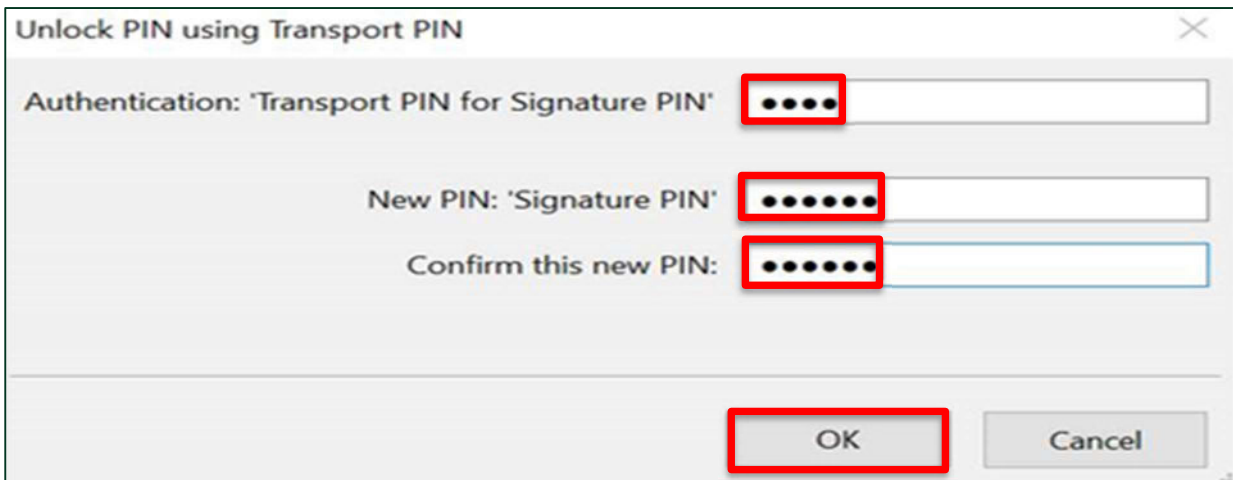 Unlock PIN using Transport PIN
Authentication: 'Transport PIN for Signature PIN' ••••
New PIN: 'Signature PIN' ••••••
Confirm this new PIN: ••••••
OK Cancel